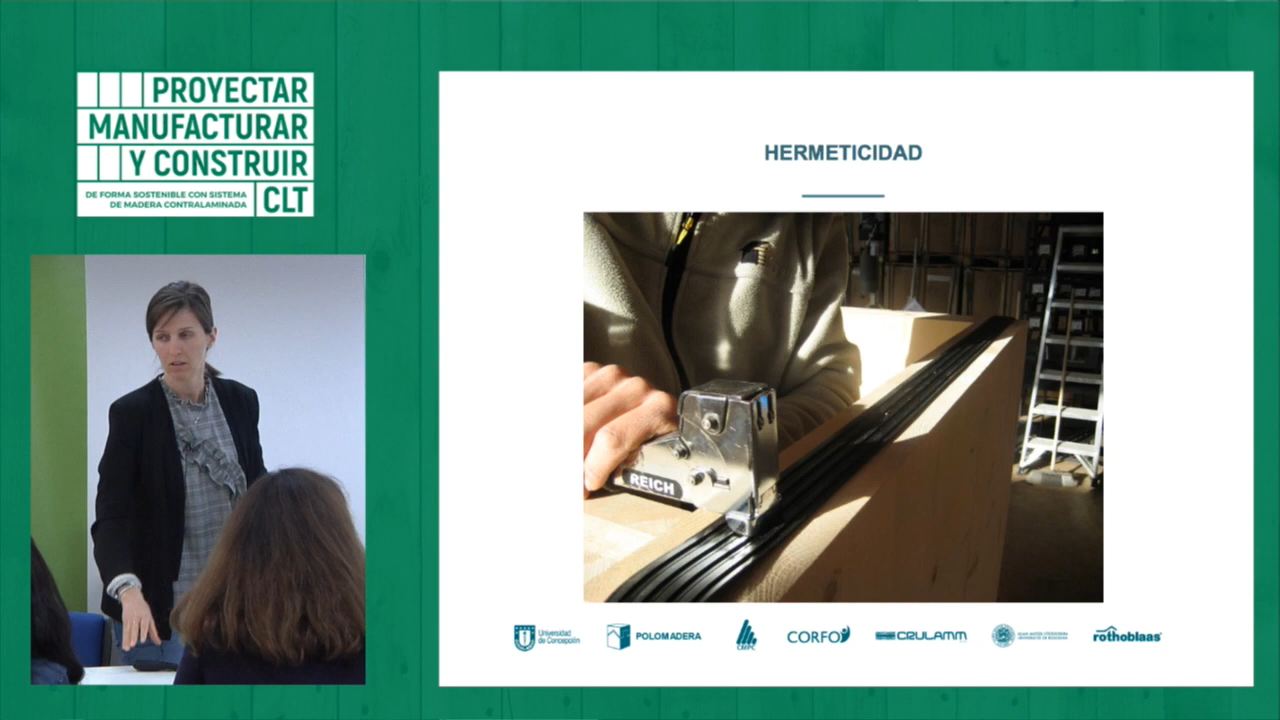 PROYECTAR
MANUFACTURAR
Y CONSTRUIR
DE FORMA SOSTENIBLE CON SISTEMA
DE MADERA CONTRALAMINADA
CLT
HERMETICIDAD
REICH
Universidad
de Concepción
POLOMADERA
CMPC
CORFO
CRULAMM
rothoblaas